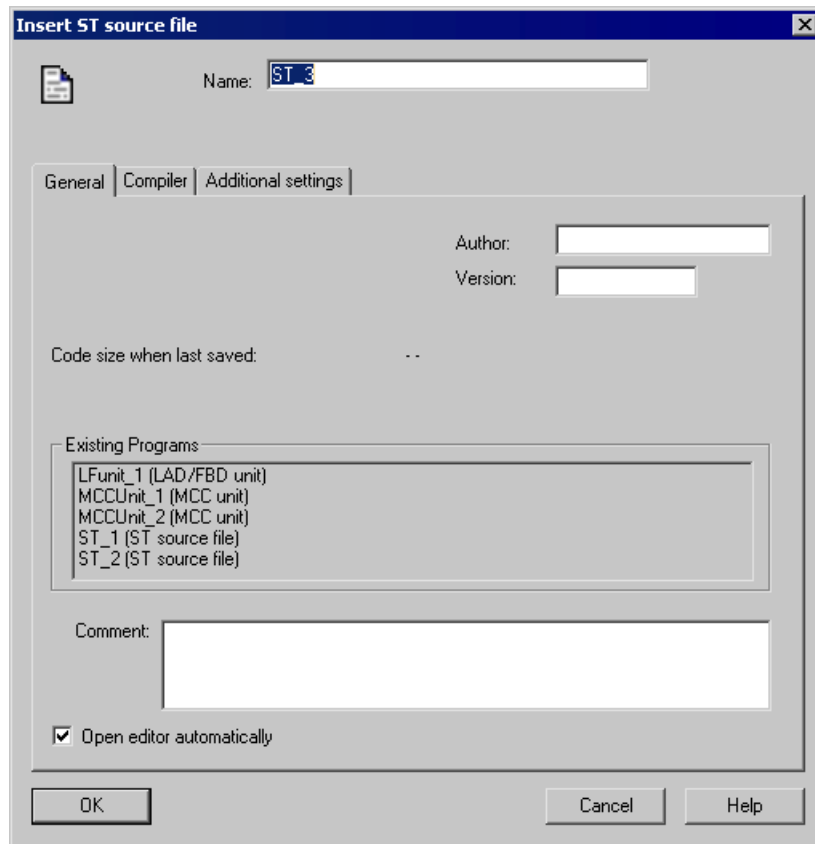 Insert ST source file
Name: ST_3
General Compiler Additional settings
Author:
Version:
Code size when last saved: - -
Existing Programs
LFunit_1 (LAD/FBD unit)
MCCUnit_1 (MCC unit)
MCCUnit_2 (MCC unit)
ST_1 (ST source file)
ST_2 (ST source file)
Comment:
Open editor automatically
OK Cancel Help